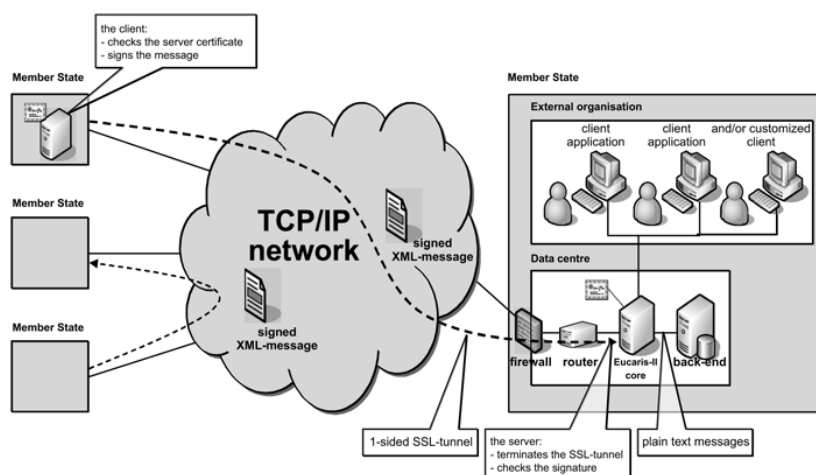 the client:
- checks the server certificate
- signs the message
Member State
Member State
External organisation
client
application
client
application
and/or customized
client
TCP/IP
network
signed
XML-message
signed
XML-message
Member State
Member State
Data centre
firewall
router
Eucaris-II
core
back-end
1-sided SSL-tunnel
the server:
- terminates the SSL-tunnel
- checks the signature
plain text messages